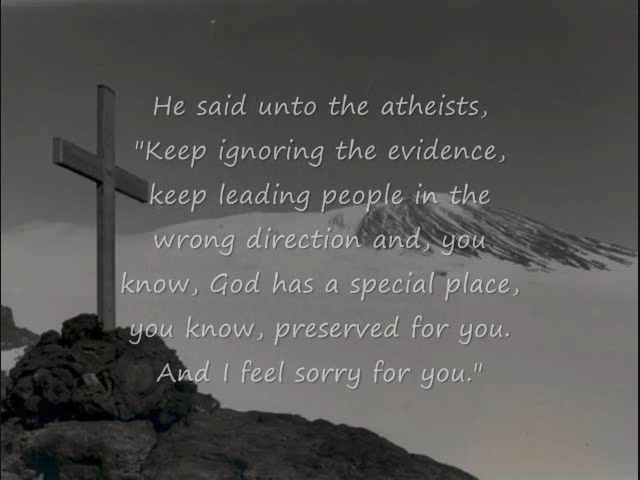 He said unto the atheists,
"Keep ignoring the evidence,
keep leading people in the
wrong direction and, you
know, God has a special place,
you know, preserved for you.
And I feel sorry for you."